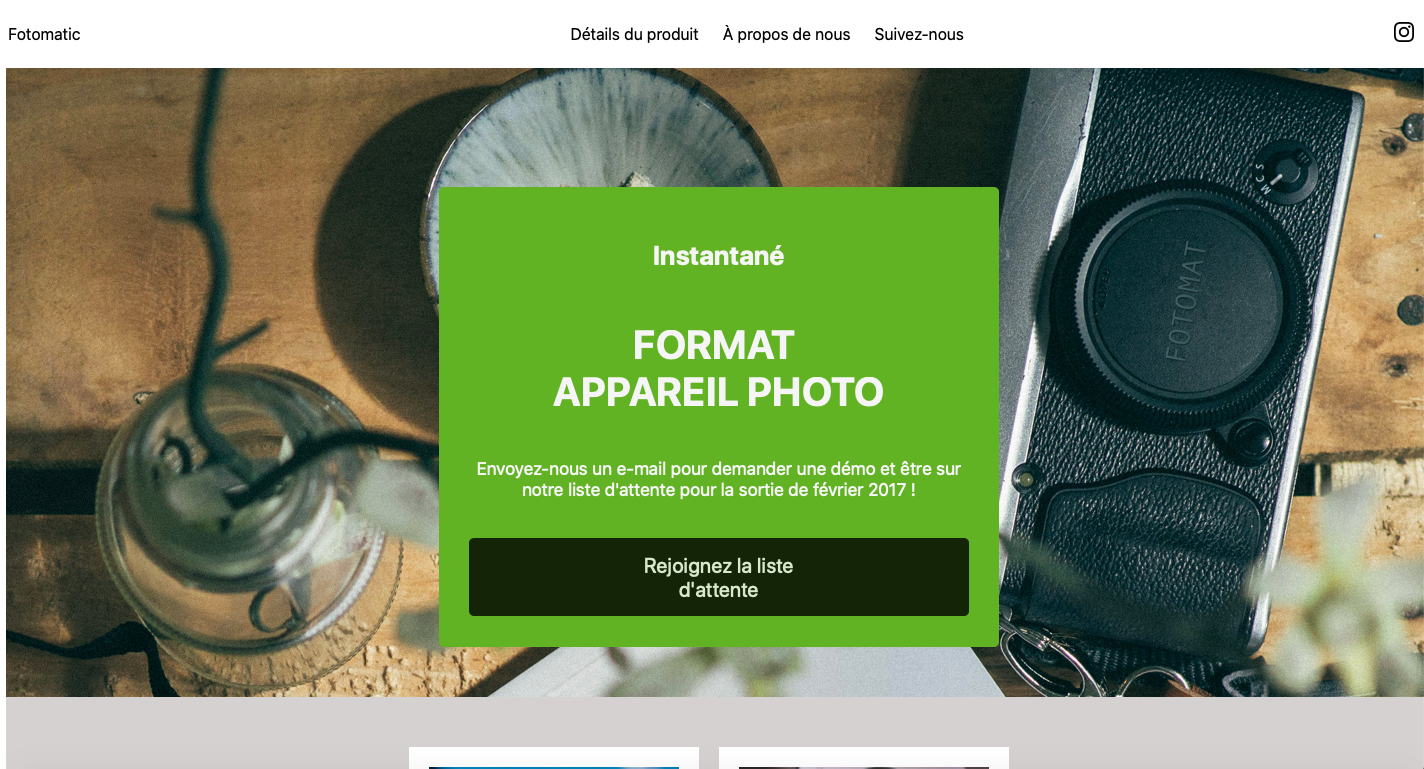 Fotomatic
Détails du produit
À propos de nous
Suivez-nous
S C M
FOTOMAT
Instantané
FORMAT
APPAREIL PHOTO
Envoyez-nous un e-mail pour demander une démo et être sur
notre liste d'attente pour la sortie de février 2017 !
Rejoignez la liste
d'attente